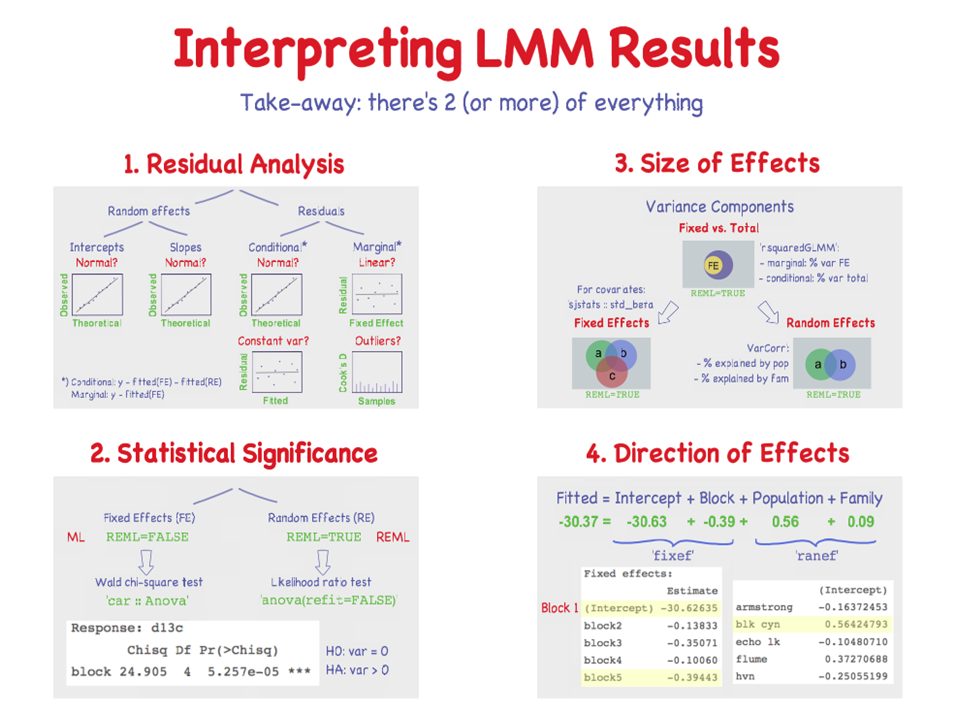 Interpreting LMM Results
Take-away: there's 2 (or more) of everything
1. Residual Analysis
Random effects
Residuals
Intercepts
Slopes
Conditional*
Marginal*
Normal?
Normal?
Normal?
Linear?
Observed
Theoretical
Observed
Theoretical
Observed
Theoretical
Residual
Fixed Effect
Constant var?
Outliers?
Residual
Fitted
Cook's D
Samples
*) Conditonal: y - fitted(FE) - fitted(RE)
Marginal: y - fitted(FE)
2. Statistical Significance
Fixed Effects (FE)
Random Effects (RE)
ML
REML=FALSE
REML=TRUE
REML
Wald chi-square test
Likelihood ratio test
'car :: Anova'
'anova(refit=FALSE)'
Response: d13c
Chisq Df Pr(>Chisq)
block 24.905 4 5.257e-05 ***
H0: var = 0
HA: var > 0
3. Size of Effects
Variance Components
Fixed vs. Total
FE
REML=TRUE
'r.squaredGLMM':
- marginal: % var FE
- conditional: % var total
For covarates:
'sjstats :: std_beta
Fixed Effects
Random Effects
a
b
c
REML=TRUE
VarCorr:
- % explained by pop
- % explained by fam
a
b
REML=TRUE
4. Direction of Effects
Fitted = Intercept + Block + Population + Family
-30.37 = -30.63 + -0.39 + 0.56 + 0.09
'fixef'
'ranef'
Fixed effects:
Estimate
Block 1
(Intercept) -30.62635
block2 -0.13833
block3 -0.35071
block4 -0.10060
block5 -0.39443
(Intercept)
armstrong -0.16372453
blk cyn 0.56424793
echo lk -0.10480710
flume 0.37270688
hvn -0.25055199